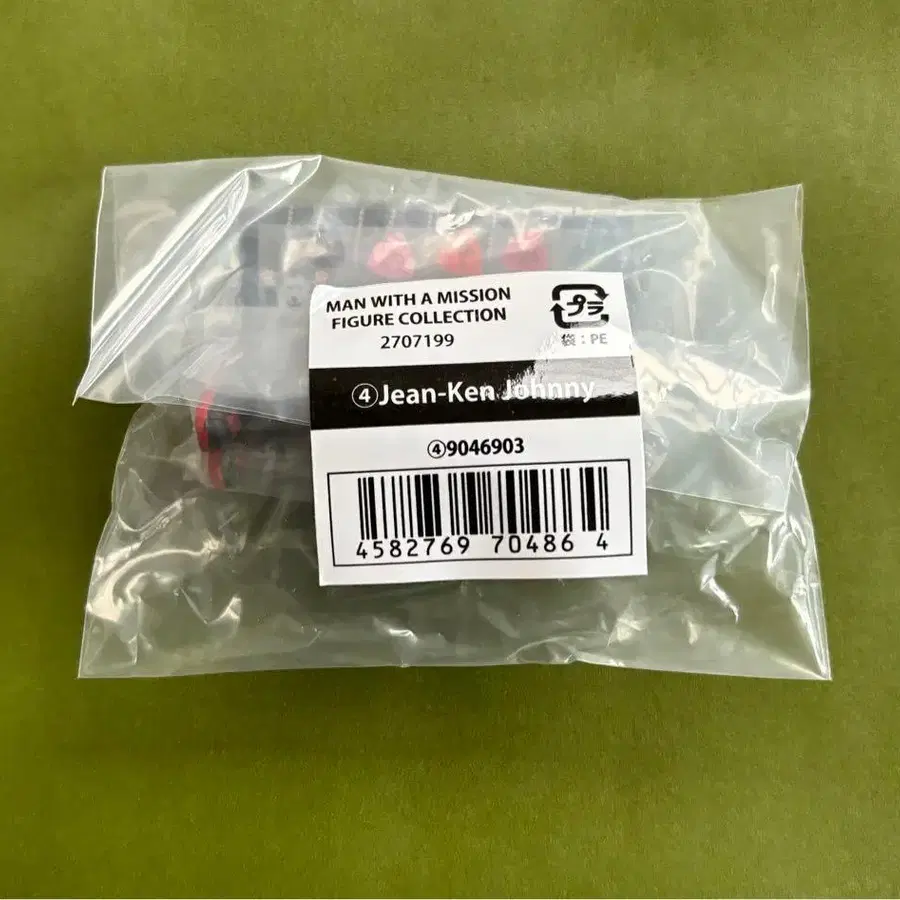 MAN WITH A MISSION
FIGURE COLLECTION
2707199
プラ
袋：PE
④Jean-Ken Johnny
④9046903
4582769 70486 4